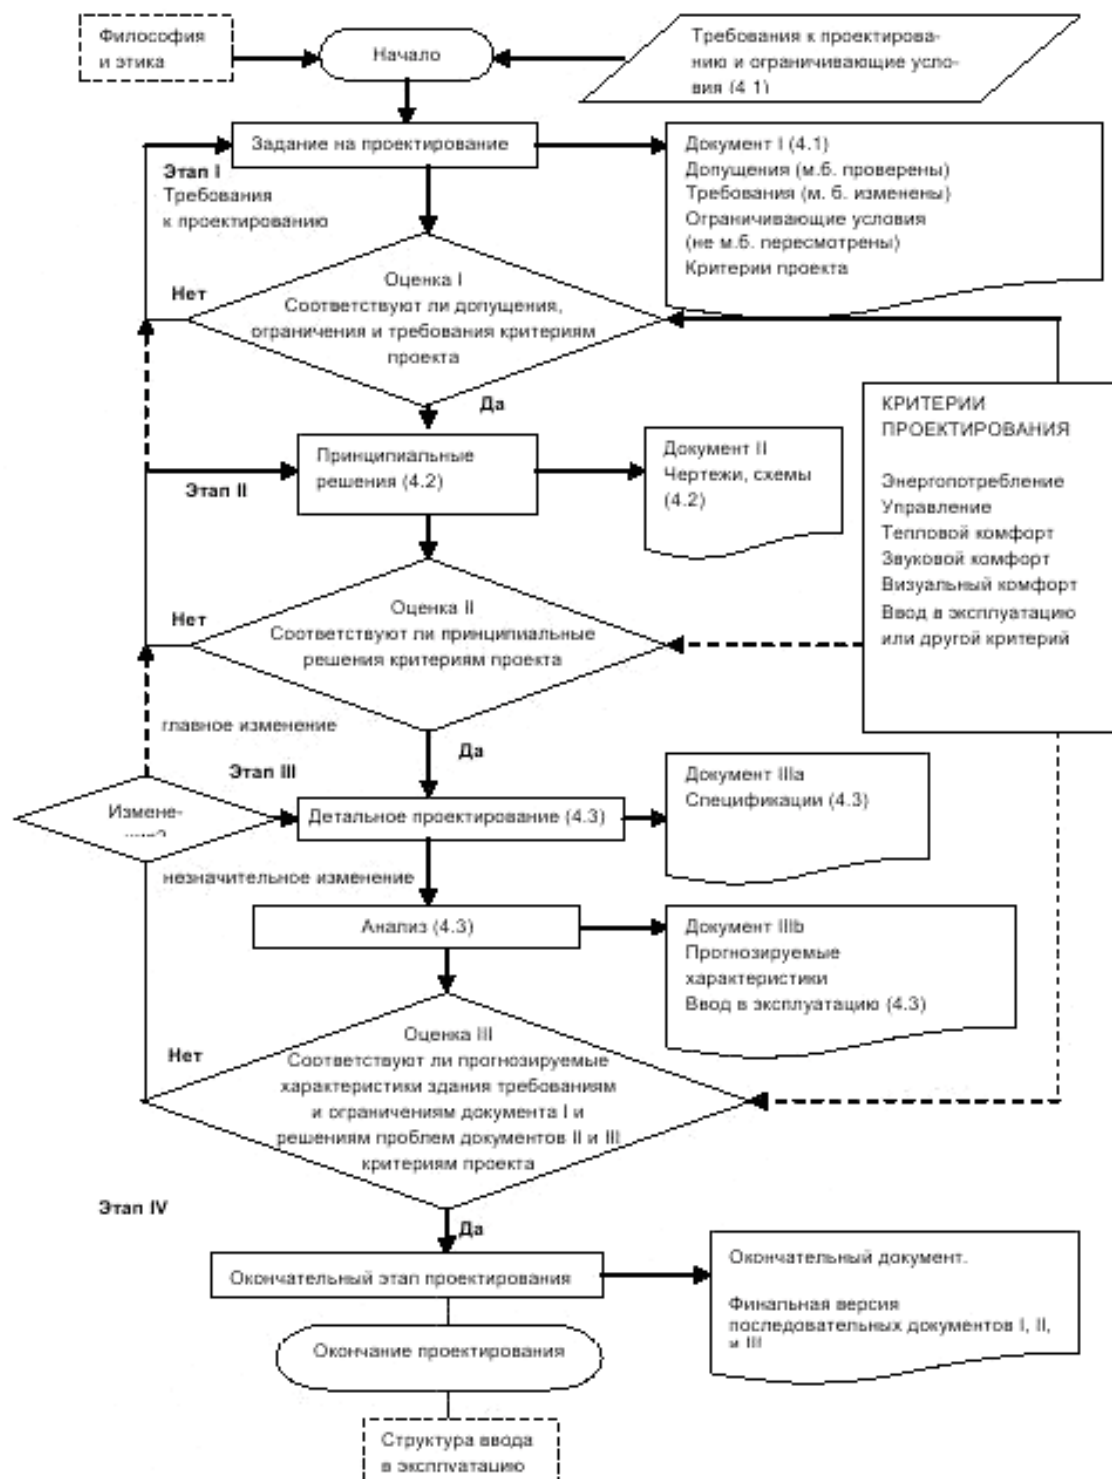 Философия
и этика
Начало
Требования к проектирова-
нию и ограничивающие усло-
вия (4.1)
Задание на проектирование
Этап I
Требования
к проектированию
Документ I (4.1)
Допущения (м.б. проверены)
Требования (м. б. изменены)
Ограничивающие условия
(не м.б. пересмотрены)
Критерии проекта
Нет
Оценка I
Соответствуют ли допущения,
ограничения и требования критериям
проекта
Да
КРИТЕРИИ
ПРОЕКТИРОВАНИЯ
Энергопотребление
Управление
Тепловой комфорт
Звуковой комфорт
Визуальный комфорт
Ввод в эксплуатацию
или другой критерий
Принципиальные
решения (4.2)
Этап II
Документ II
Чертежи, схемы
(4.2)
Нет
Оценка II
Соответствуют ли принципиальные
решения критериям проекта
главное изменение
Да
Этап III
Измене-
ния?
Детальное проектирование (4.3)
Документ IIIa
Спецификации (4.3)
незначительное изменение
Анализ (4.3)
Документ IIIb
Прогнозируемые
характеристики
Ввод в эксплуатацию (4.3)
Нет
Оценка III
Соответствуют ли прогнозируемые
характеристики здания требованиям
и ограничениям документа I и
решениям проблем документов II и III
критериям проекта
Этап IV
Да
Окончательный этап проектирования
Окончательный документ.
Финальная версия
последовательных документов I, II,
и III
Окончание проектирования
Структура ввода
в эксплуатацию